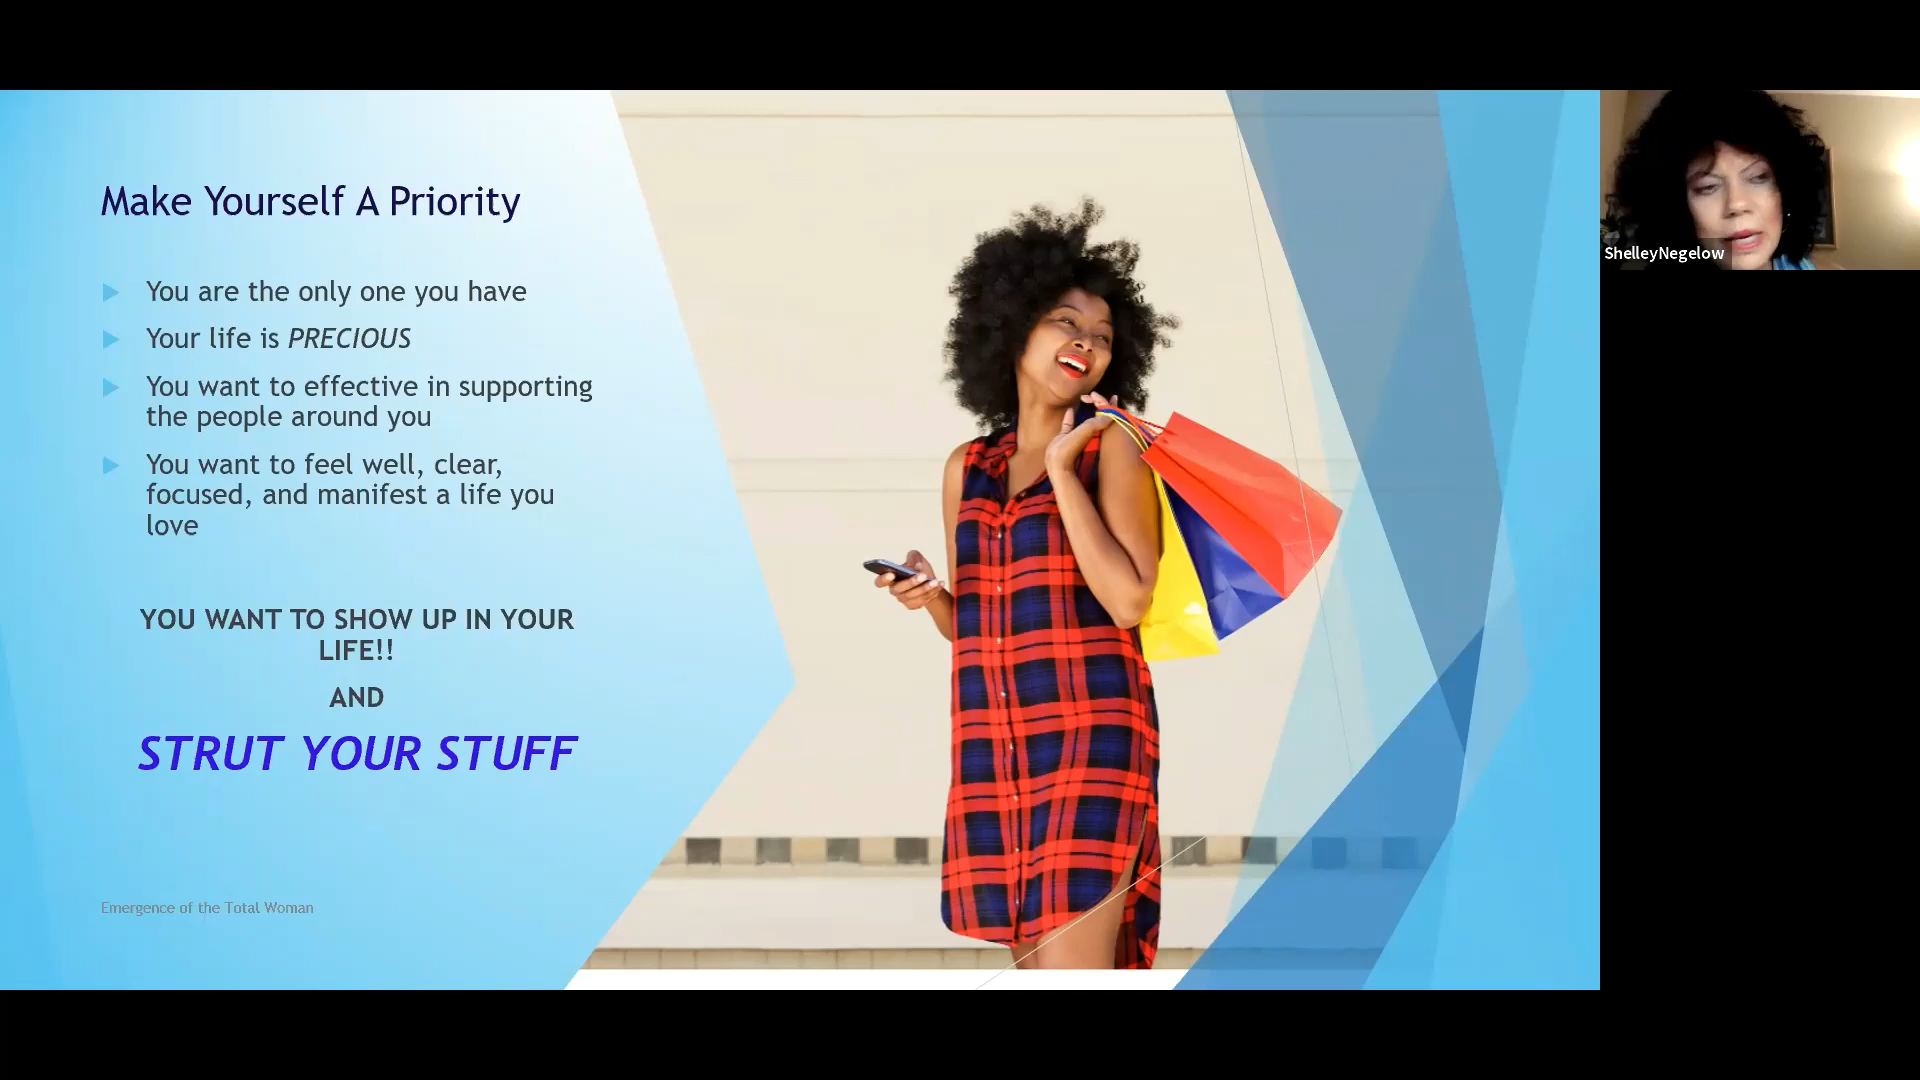 Make Yourself A Priority
You are the only one you have
Your life is PRECIOUS
You want to effective in supporting
the people around you
You want to feel well, clear,
focused, and manifest a life you
love
YOU WANT TO SHOW UP IN YOUR
LIFE!!
AND
STRUT YOUR STUFF
Emergence of the Total Woman
ShelleyNegelow